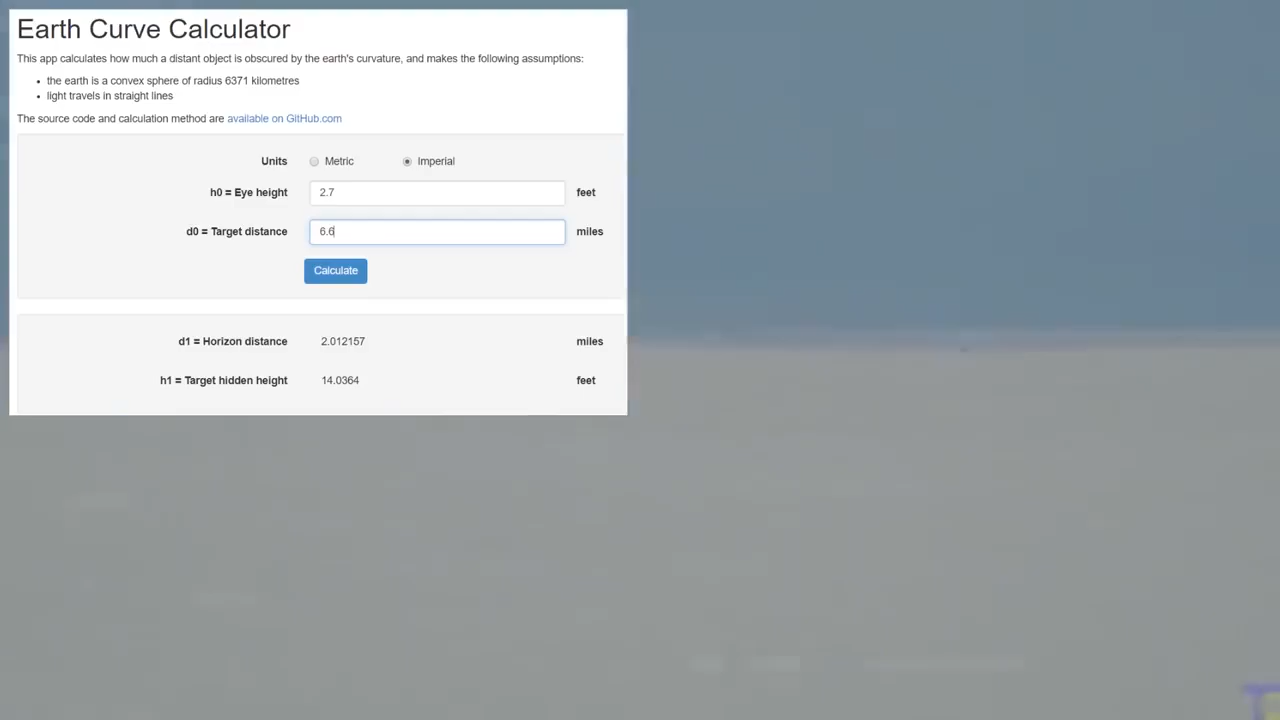 Earth Curve Calculator
This app calculates how much a distant object is obscured by the earth's curvature, and makes the following assumptions:
• the earth is a convex sphere of radius 6371 kilometres
• light travels in straight lines
The source code and calculation method are available on GitHub.com
Units Metric Imperial
h0 = Eye height 2.7 feet
d0 = Target distance 6.6 miles
Calculate
d1 = Horizon distance 2.012157 miles
h1 = Target hidden height 14.0364 feet